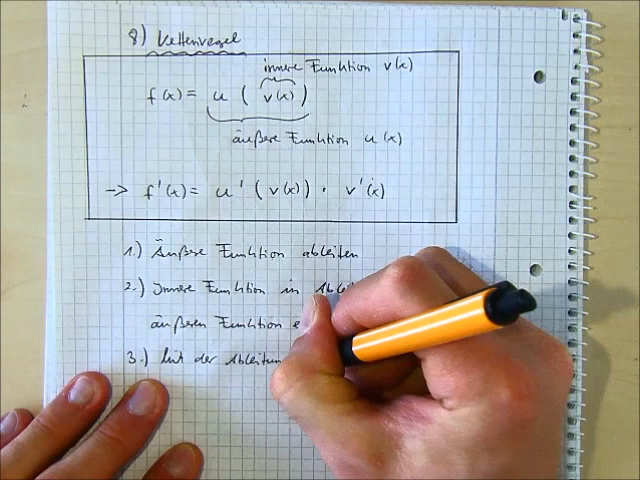 8) Kettenregel
innere Funktion v(x)
f(x) = u ( v(x) )
äußere Funktion u(x)
-> f'(x) = u' ( v(x) ) · v'(x)
1.) Äußere Funktion ableiten
2.) Innere Funktion in
äußeren Funktion
3.) Mit der